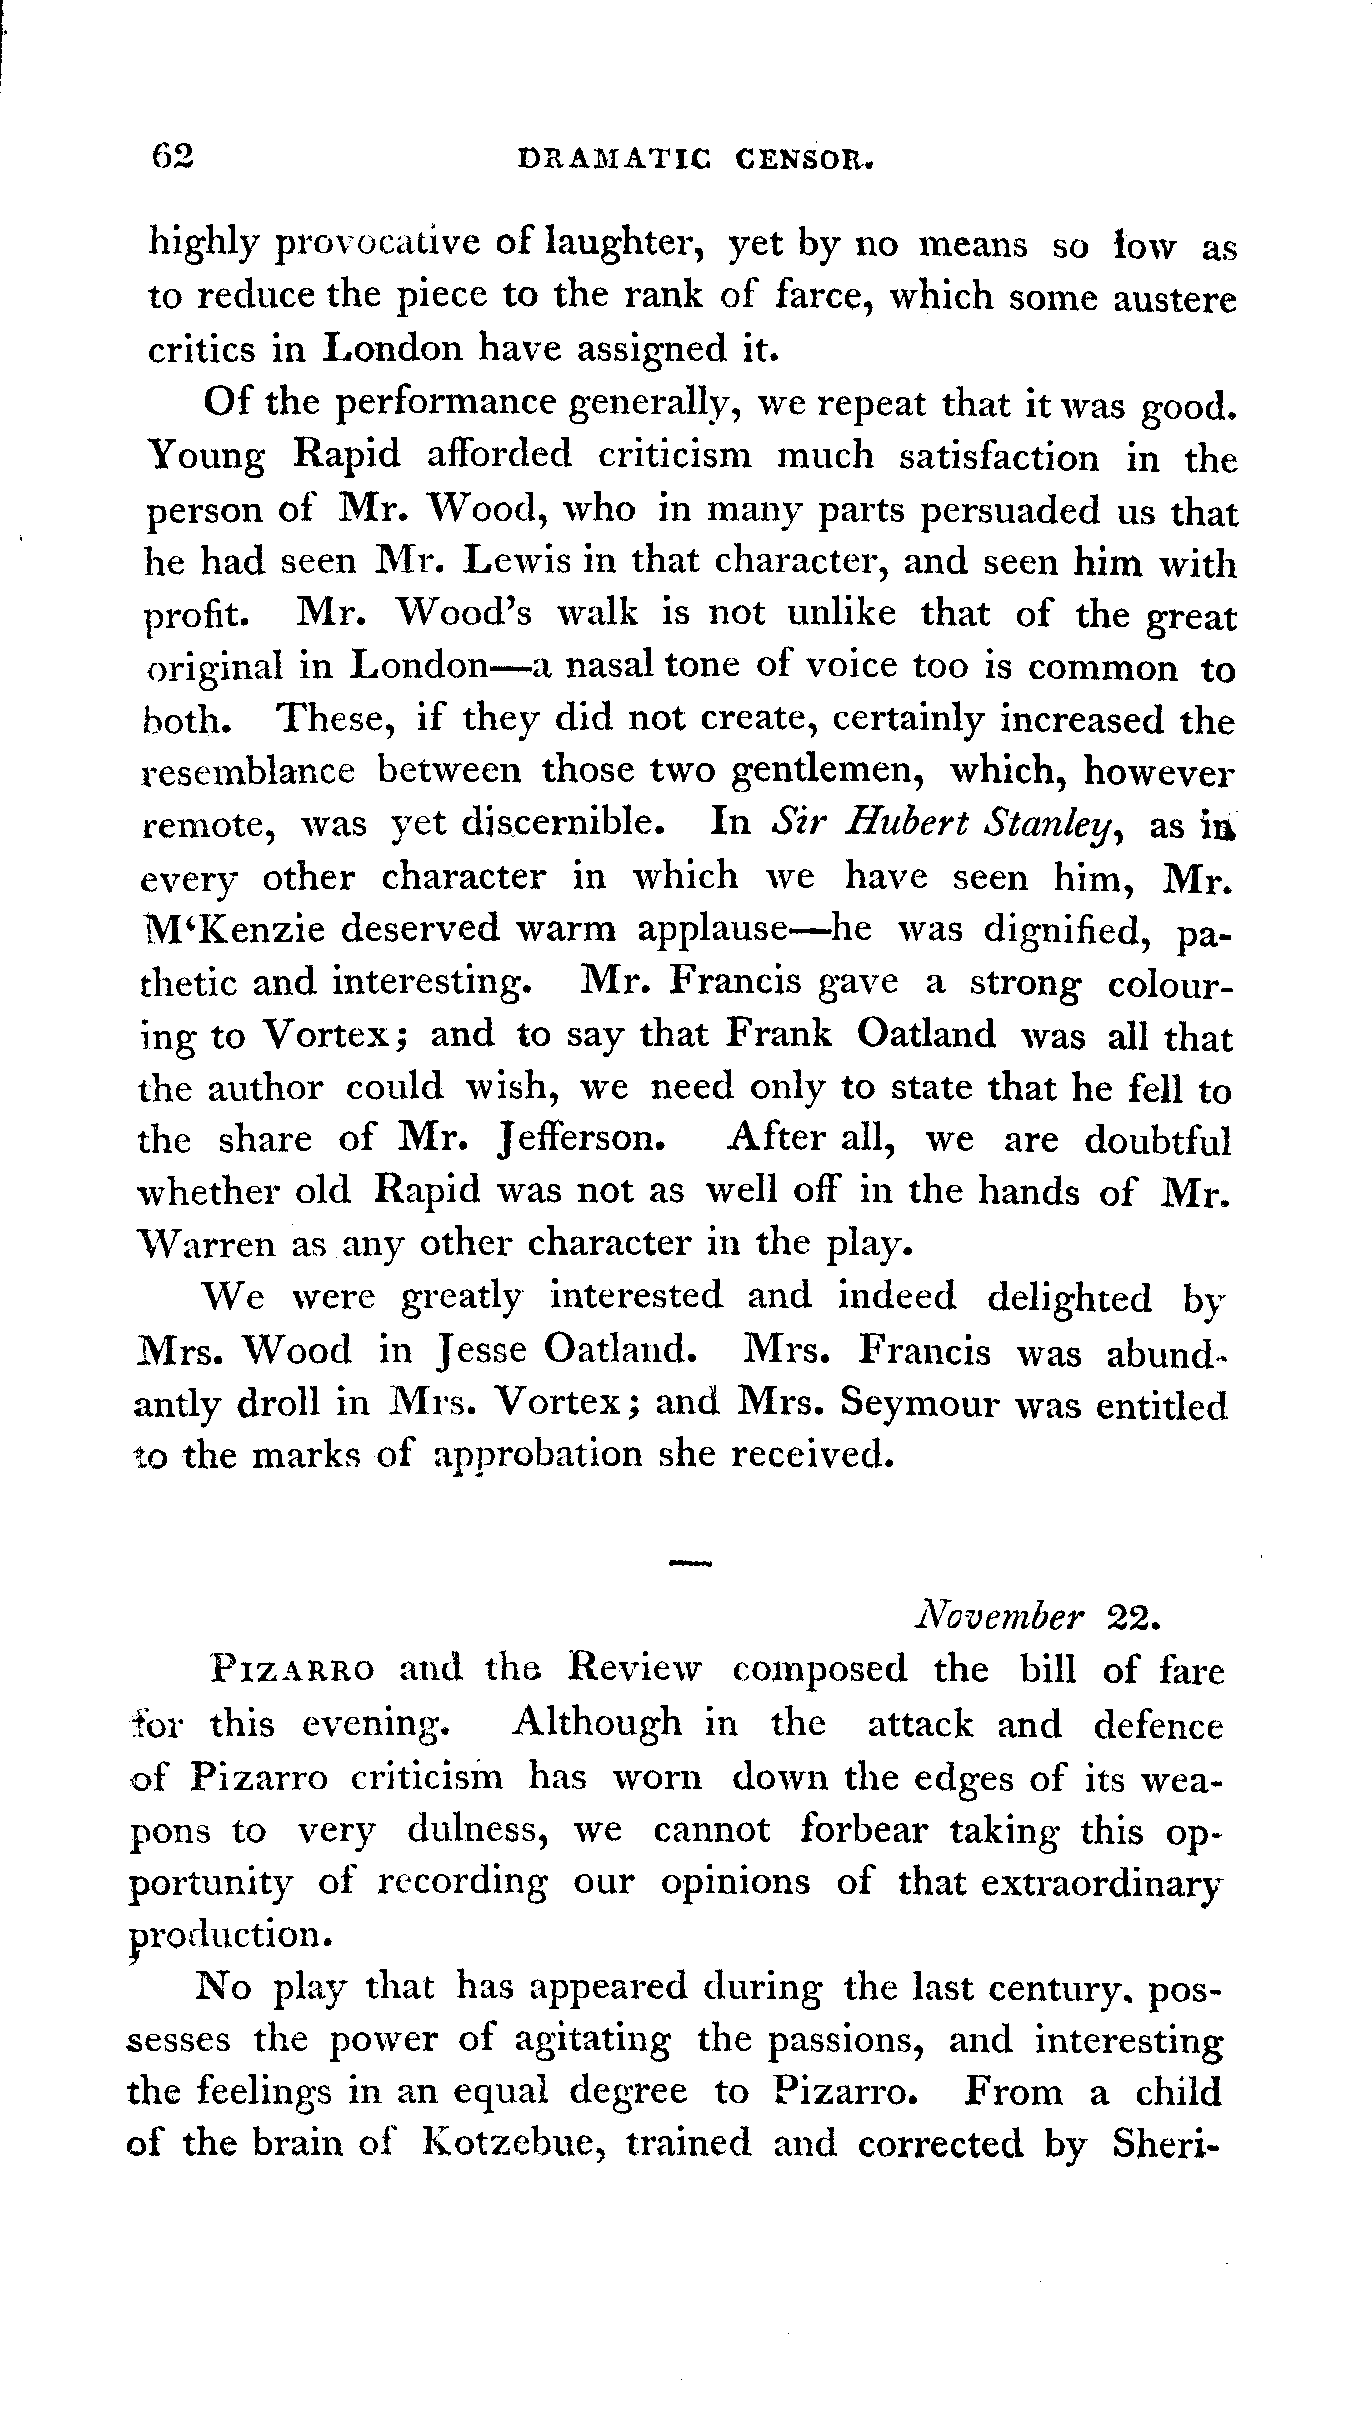 62 DRAMATIC CENSOR.
highly provocative of laughter, yet by no means so low as
to reduce the piece to the rank of farce, which some austere
critics in London have assigned it.
Of the performance generally, we repeat that it was good.
Young Rapid afforded criticism much satisfaction in the
person of Mr. Wood, who in many parts persuaded us that
he had seen Mr. Lewis in that character, and seen him with
profit. Mr. Wood's walk is not unlike that of the great
original in London—a nasal tone of voice too is common to
both. These, if they did not create, certainly increased the
resemblance between those two gentlemen, which, however
remote, was yet discernible. In Sir Hubert Stanley, as in
every other character in which we have seen him, Mr.
M‘Kenzie deserved warm applause—he was dignified, pa-
thetic and interesting. Mr. Francis gave a strong colour-
ing to Vortex; and to say that Frank Oatland was all that
the author could wish, we need only to state that he fell to
the share of Mr. Jefferson. After all, we are doubtful
whether old Rapid was not as well off in the hands of Mr.
Warren as any other character in the play.
We were greatly interested and indeed delighted by
Mrs. Wood in Jesse Oatland. Mrs. Francis was abund-
antly droll in Mrs. Vortex; and Mrs. Seymour was entitled
to the marks of approbation she received.
—
November 22.
PIZARRO and the Review composed the bill of fare
for this evening. Although in the attack and defence
of Pizarro criticism has worn down the edges of its wea-
pons to very dulness, we cannot forbear taking this op-
portunity of recording our opinions of that extraordinary
production.
No play that has appeared during the last century, pos-
sesses the power of agitating the passions, and interesting
the feelings in an equal degree to Pizarro. From a child
of the brain of Kotzebue, trained and corrected by Sheri-